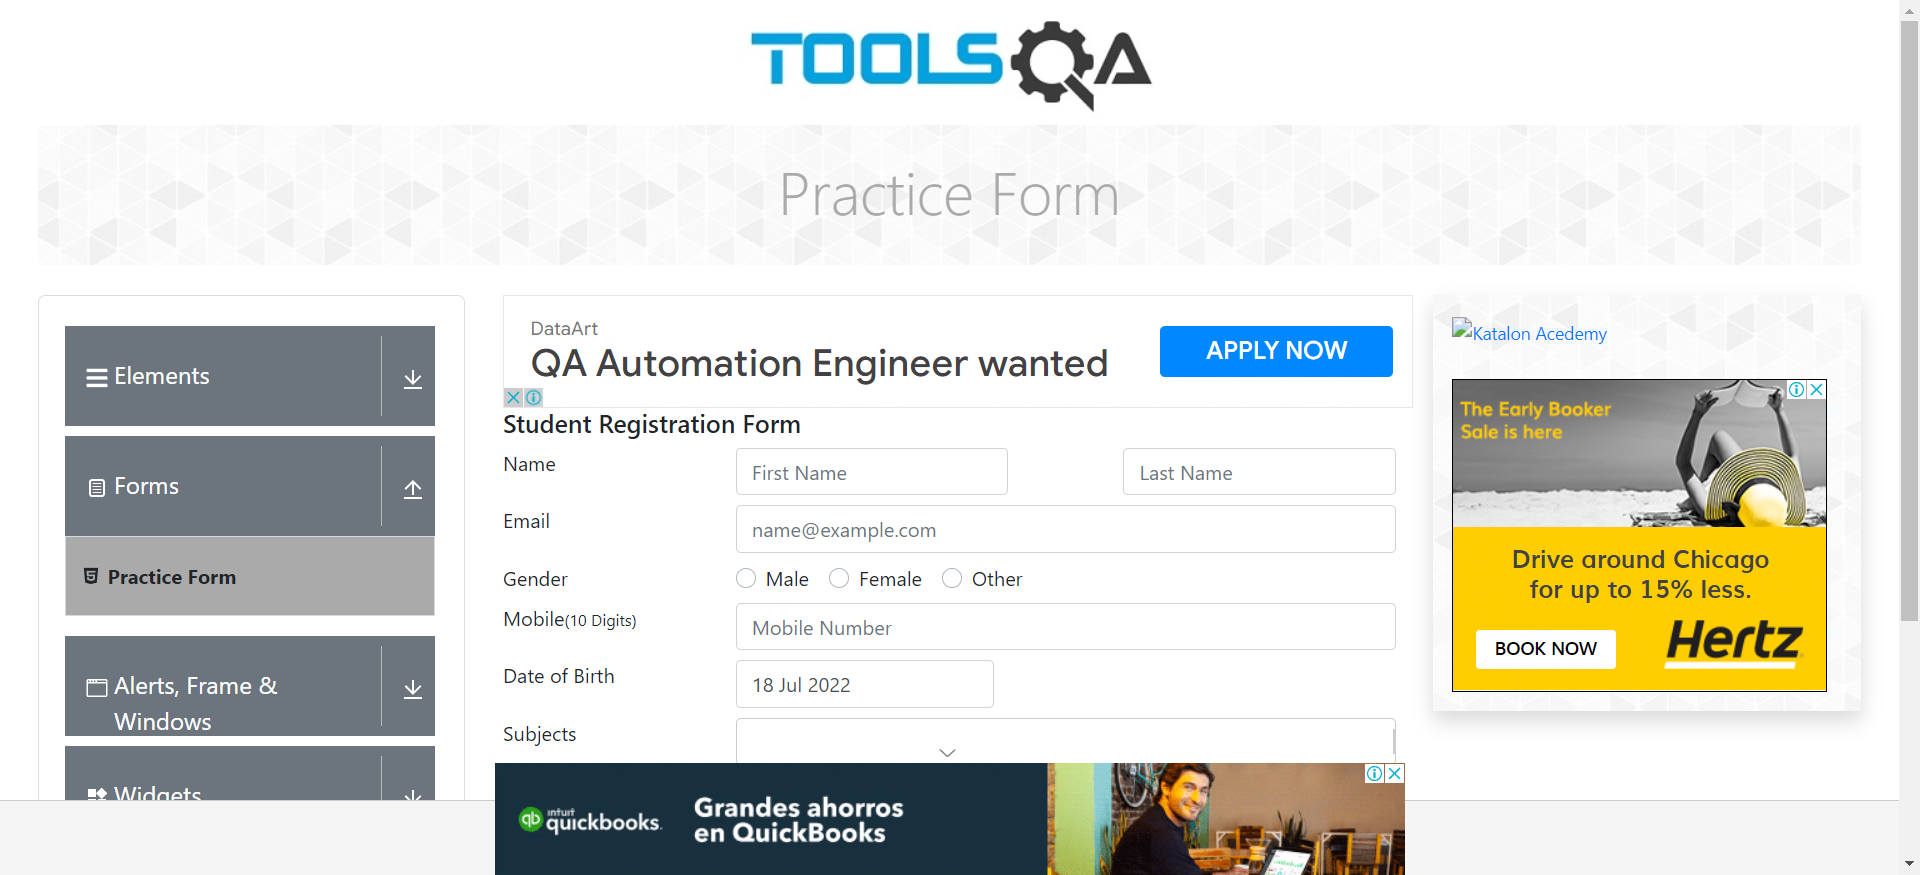 TOOLSQA
Practice Form
Elements
Forms
Practice Form
Alerts, Frame &
Windows
Widgets
DataArt
QA Automation Engineer wanted
APPLY NOW
Student Registration Form
Name
First Name
Last Name
Email
name@example.com
Gender
Male
Female
Other
Mobile(10 Digits)
Mobile Number
Date of Birth
18 Jul 2022
Subjects
Katalon Acedemy
The Early Booker
Sale is here
Drive around Chicago
for up to 15% less.
BOOK NOW
Hertz
qb
intuit
quickbooks.
Grandes ahorros
en QuickBooks